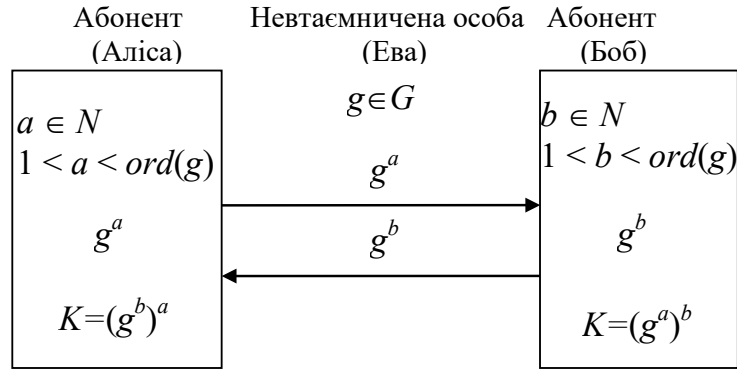 Абонент Невтаємничена особа Абонент
(Аліса) (Ева) (Боб)
g∈G
a ∈ N
1 < a < ord(g)
g^a
K=(g^b)^a
g^a
g^b
b ∈ N
1 < b < ord(g)
g^b
K=(g^a)^b